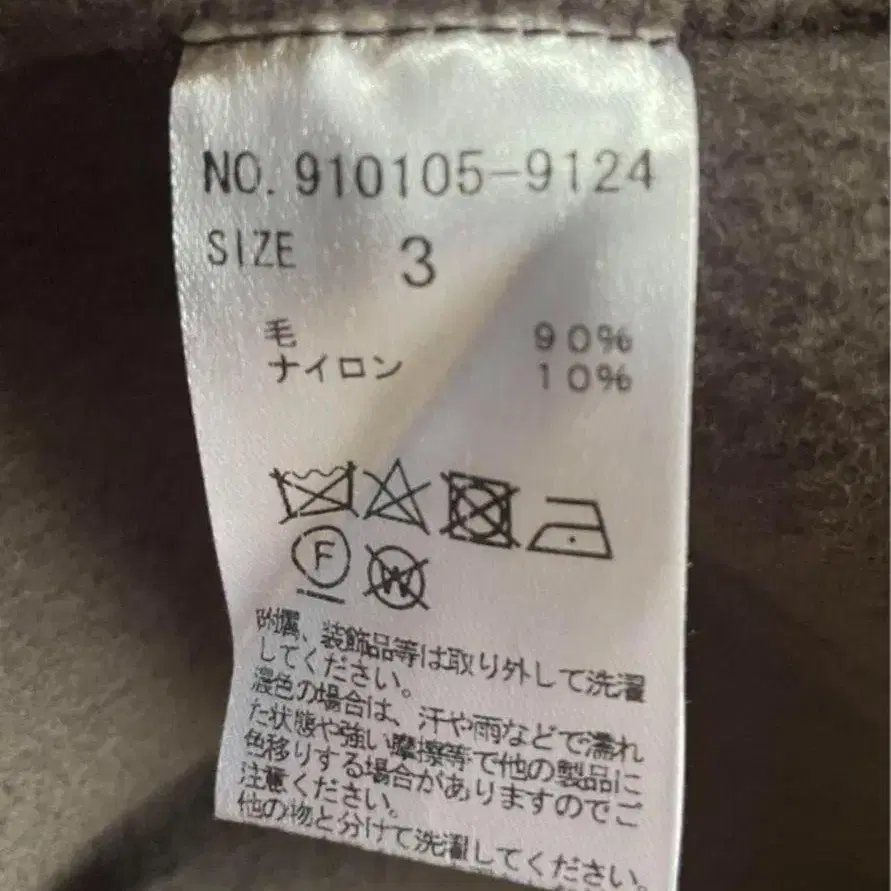 NO. 910105-9124
SIZE 3
毛 90%
ナイロン 10%
F W
附属、装飾品等は取り外して洗濯
してください。
濃色の場合は、汗や雨などで濡れ
た状態や強い摩擦等で他の製品に
色移りする場合がありますのでご
注意ください。
他の物と分けて洗濯してください。